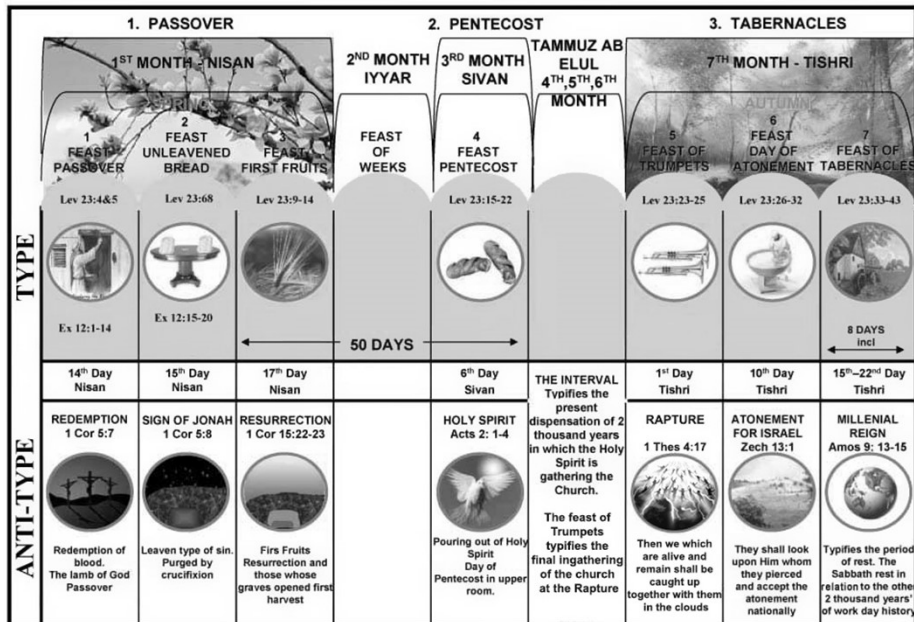 1. PASSOVER
2. PENTECOST
3. TABERNACLES
1ST MONTH - NISAN
2ND MONTH
IYYAR
3RD MONTH
SIVAN
TAMMUZ AB
ELUL
4TH,5TH,6TH
MONTH
7TH MONTH - TISHRI
SPRING
AUTUMN
1
FEAST
PASSOVER
2
FEAST
UNLEAVENED
BREAD
3
FEAST
FIRST FRUITS
FEAST
OF
WEEKS
4
FEAST
PENTECOST
5
FEAST OF
TRUMPETS
6
FEAST
DAY OF
ATONEMENT
7
FEAST
OF TABERNACLES
TYPE
Lev 23:4&5
Lev 23:68
Lev 23:9-14
Lev 23:15-22
Lev 23:23-25
Lev 23:26-32
Lev 23:33-43
Ex 12:1-14
Ex 12:15-20
50 DAYS
8 DAYS
incl
14th Day
Nisan
15th Day
Nisan
17th Day
Nisan
6th Day
Sivan
1st Day
Tishri
10th Day
Tishri
15th–22nd Day
Tishri
ANTI-TYPE
REDEMPTION
1 Cor 5:7
Redemption of
blood.
The lamb of God
Passover
SIGN OF JONAH
1 Cor 5:8
Leaven type of sin.
Purged by
crucifixion
RESURRECTION
1 Cor 15:22-23
Firs Fruits
Resurrection and
those whose
graves opened first
harvest
HOLY SPIRIT
Acts 2: 1-4
Pouring out of Holy
Spirit
Day of
Pentecost in upper
room.
THE INTERVAL
Typifies the
present
dispensation of 2
thousand years
in which the Holy
Spirit is
gathering the
Church.
The feast of
Trumpets
typifies the
final ingathering
of the church
at the Rapture
RAPTURE
1 Thes 4:17
Then we which
are alive and
remain shall be
caught up
together with them
in the clouds
ATONEMENT
FOR ISRAEL
Zech 13:1
They shall look
upon Him whom
they pierced
and accept the
atonement
nationally
MILLENIAL
REIGN
Amos 9: 13-15
Typifies the period
of rest. The
Sabbath rest in
relation to the other
2 thousand years'
of work day history